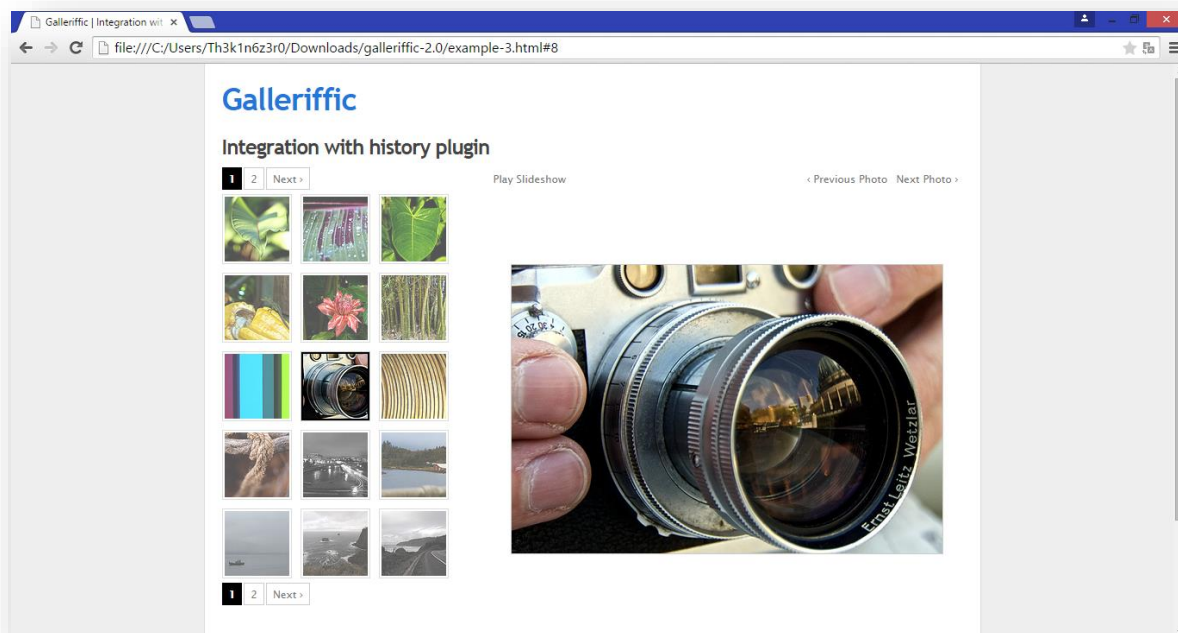 Galleriffic | Integration wit
file:///C:/Users/Th3k1n6z3r0/Downloads/galleriffic-2.0/example-3.html#8
Galleriffic
Integration with history plugin
1 2 Next ›
Play Slideshow
‹ Previous Photo Next Photo ›
Ernst Leitz Wetzlar
1 2 Next ›